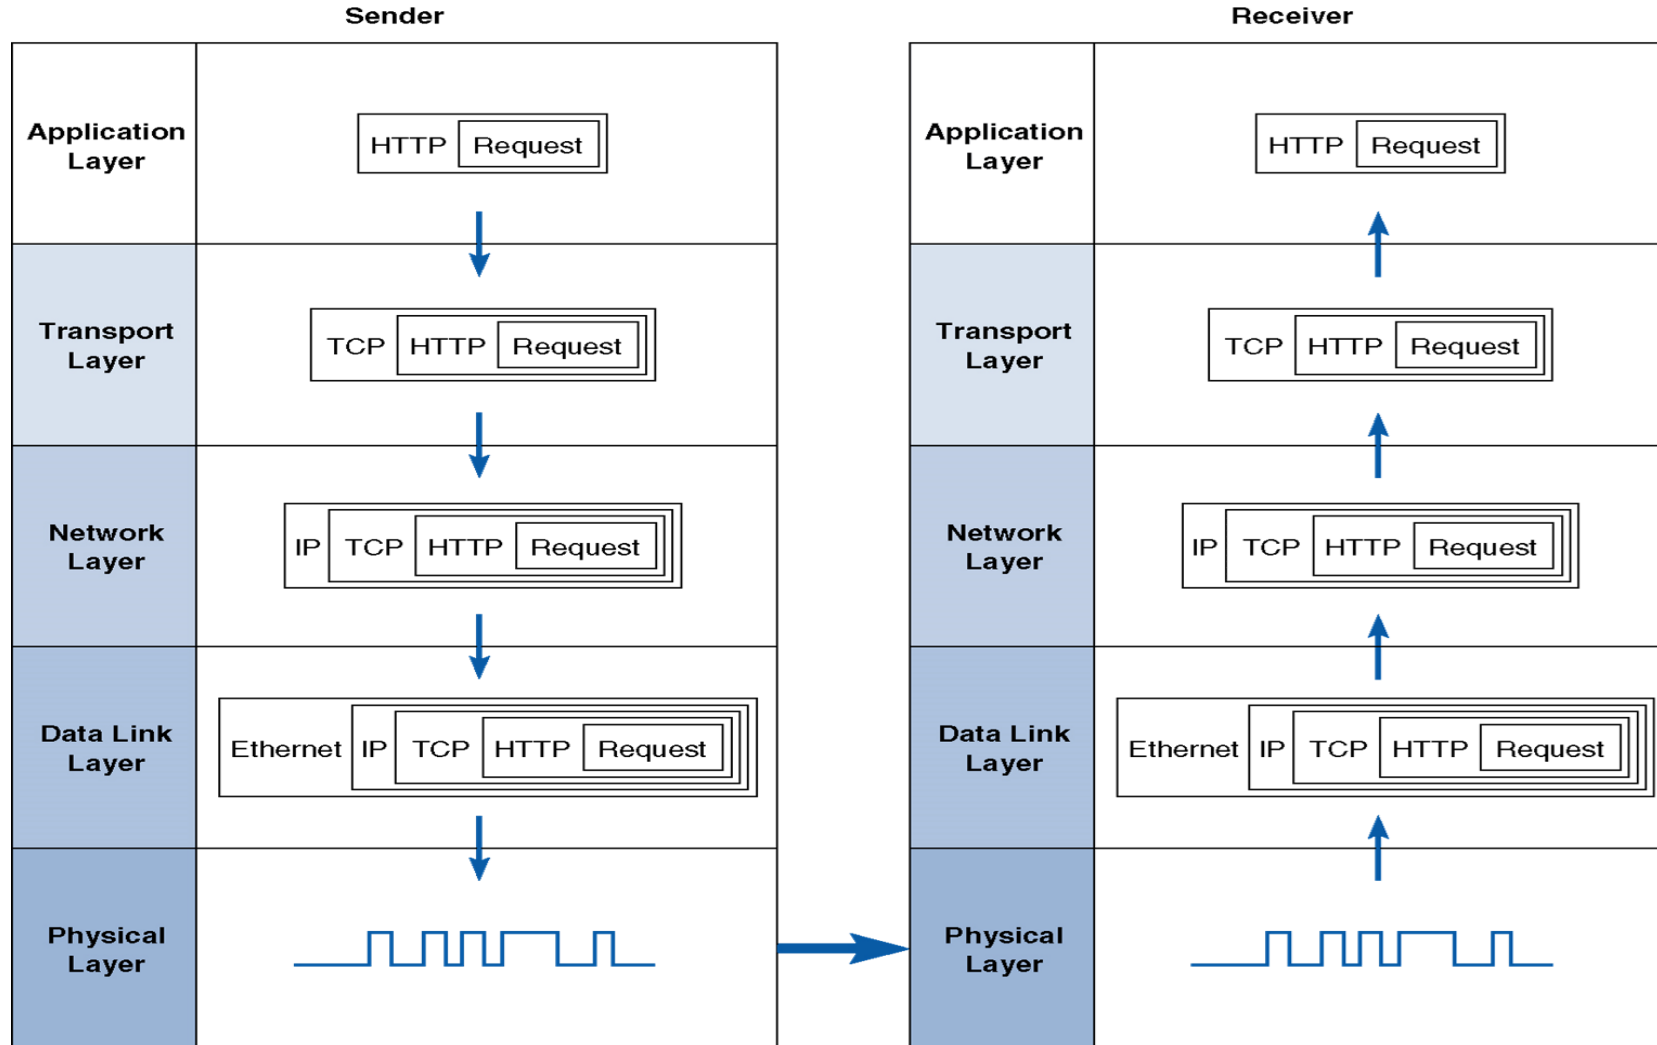 Sender
Receiver
Application
Layer
HTTP Request
Application
Layer
HTTP Request
Transport
Layer
TCP HTTP Request
Transport
Layer
TCP HTTP Request
Network
Layer
IP TCP HTTP Request
Network
Layer
IP TCP HTTP Request
Data Link
Layer
Ethernet IP TCP HTTP Request
Data Link
Layer
Ethernet IP TCP HTTP Request
Physical
Layer
Physical
Layer